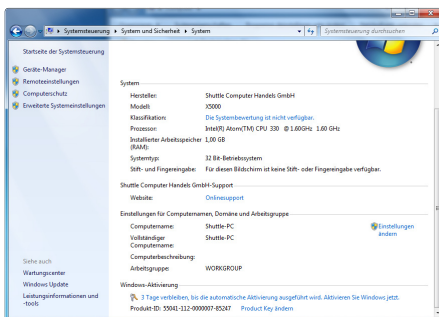 Systemsteuerung ▸ System und Sicherheit ▸ System
Systemsteuerung durchsuchen
Startseite der Systemsteuerung
Geräte-Manager
Remoteeinstellungen
Computerschutz
Erweiterte Systemeinstellungen
System
Hersteller: Shuttle Computer Handels GmbH
Modell: X5000
Klassifikation: Die Systembewertung ist nicht verfügbar.
Prozessor: Intel(R) Atom(TM) CPU 330 @ 1.60GHz 1.60 GHz
Installierter Arbeitsspeicher 1,00 GB
(RAM):
Systemtyp: 32 Bit-Betriebssystem
Stift- und Fingereingabe: Für diesen Bildschirm ist keine Stift- oder Fingereingabe verfügbar.
Shuttle Computer Handels GmbH-Support
Website: Onlinesupport
Einstellungen für Computernamen, Domäne und Arbeitsgruppe
Computername: Shuttle-PC
Einstellungen
ändern
Vollständiger Shuttle-PC
Computername:
Computerbeschreibung:
Arbeitsgruppe: WORKGROUP
Windows-Aktivierung
3 Tage verbleiben, bis die automatische Aktivierung ausgeführt wird. Aktivieren Sie Windows jetzt.
Produkt-ID: 55041-112-0000007-85247 Product Key ändern
Siehe auch
Wartungscenter
Windows Update
Leistungsinformationen und
-tools